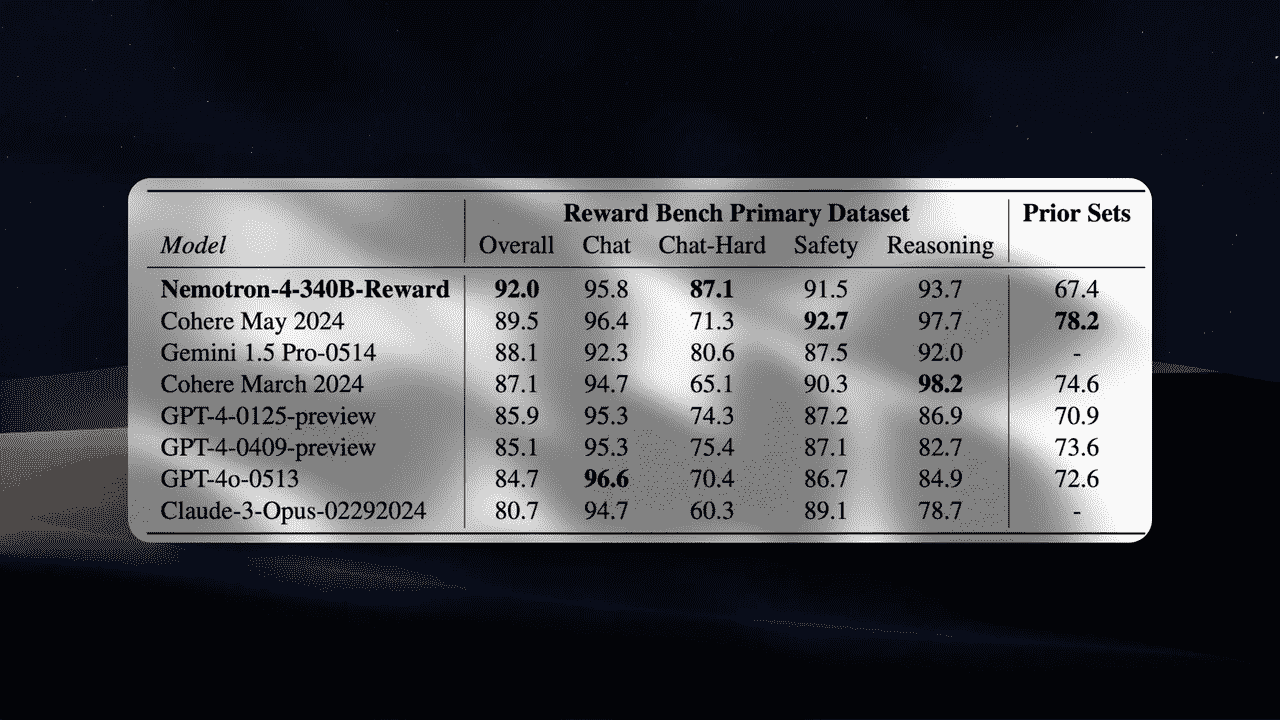 Reward Bench Primary Dataset Prior Sets
Model Overall Chat Chat-Hard Safety Reasoning
Nemotron-4-340B-Reward 92.0 95.8 87.1 91.5 93.7 67.4
Cohere May 2024 89.5 96.4 71.3 92.7 97.7 78.2
Gemini 1.5 Pro-0514 88.1 92.3 80.6 87.5 92.0 -
Cohere March 2024 87.1 94.7 65.1 90.3 98.2 74.6
GPT-4-0125-preview 85.9 95.3 74.3 87.2 86.9 70.9
GPT-4-0409-preview 85.1 95.3 75.4 87.1 82.7 73.6
GPT-4o-0513 84.7 96.6 70.4 86.7 84.9 72.6
Claude-3-Opus-02292024 80.7 94.7 60.3 89.1 78.7 -